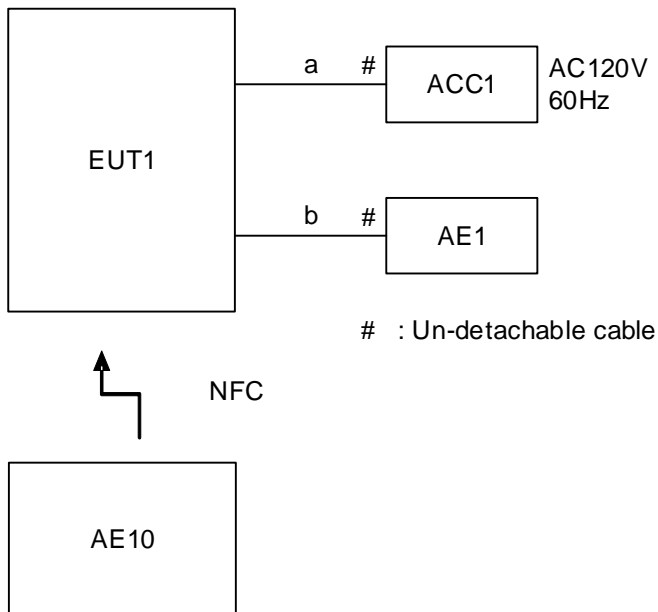 a
#
ACC1
AC120V
60Hz
EUT1
b
#
AE1
# : Un-detachable cable
NFC
AE10